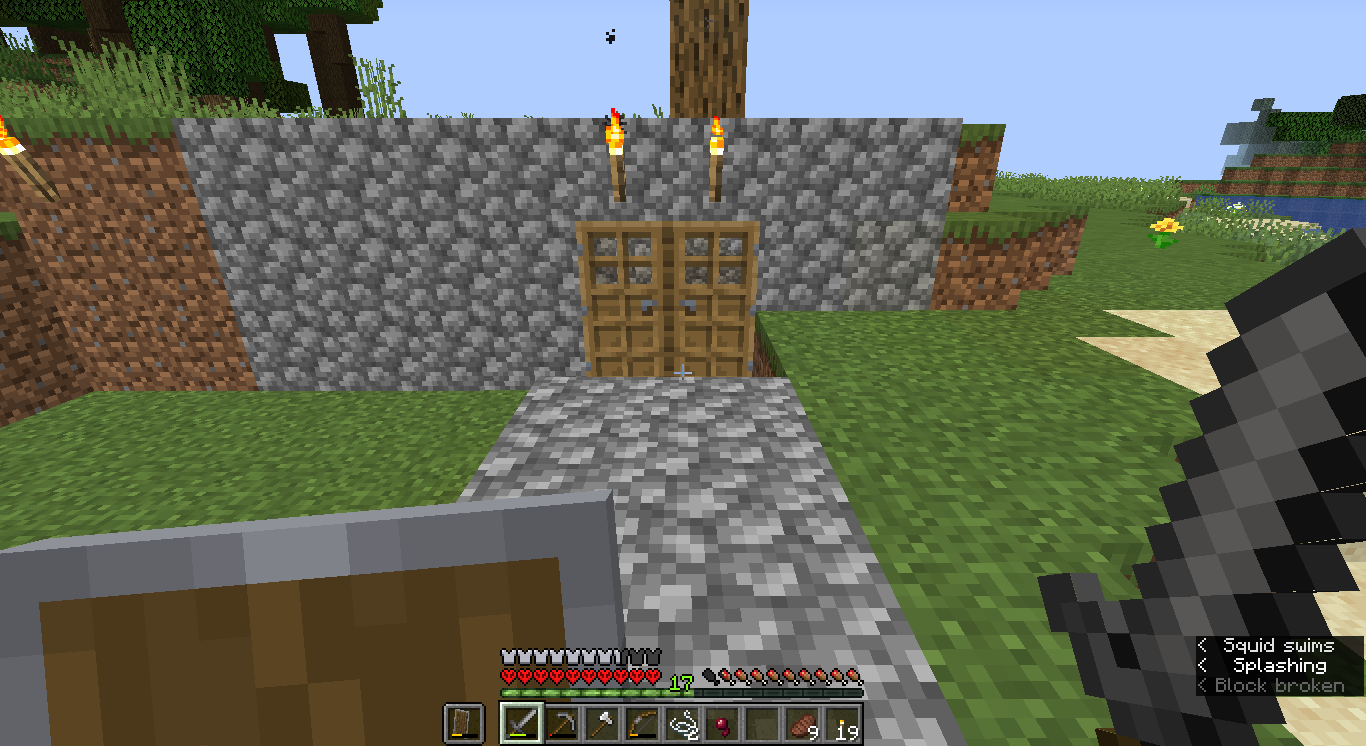 < Squid swims
< Splashing
< Block broken
17
9 19